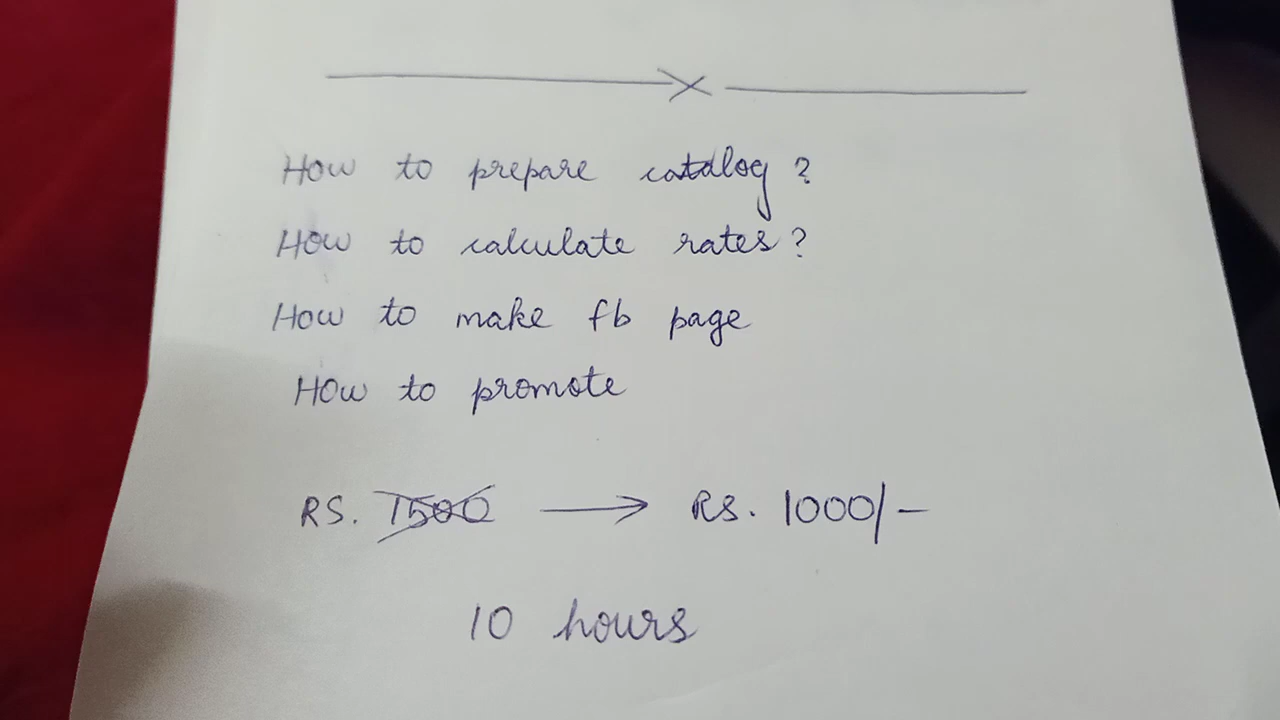 How to prepare catalog?
How to calculate rates?
How to make fb page
How to promote
RS. 1500 → RS. 1000/-
10 hours